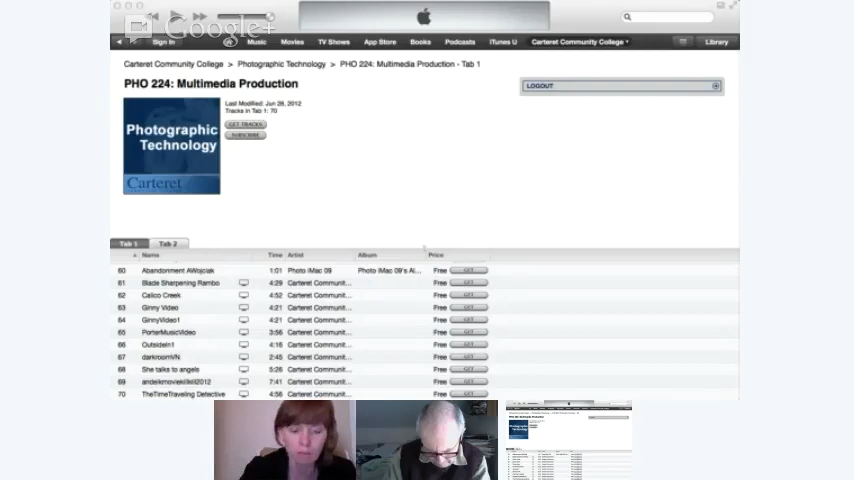 Google+
Sign In Music Movies TV Shows App Store Books Podcasts iTunes U Carteret Community College Library
Carteret Community College > Photographic Technology > PHO 224: Multimedia Production - Tab 1
PHO 224: Multimedia Production
LOGOUT
Last Modified: Jun 28, 2012
Tracks in Tab 1: 70
GET TRACKS
SUBSCRIBE
Photographic
Technology
Carteret
Tab 1 Tab 2
Name Time Artist Album Price
60 Abandonment AWojciak 1:01 Photo iMac 09 Photo iMac 09's Al... Free GET
61 Blade Sharpening Rambo 4:29 Carteret Communit... Free GET
62 Calico Creek 4:52 Carteret Communit... Free GET
63 Ginny Video 4:21 Carteret Communit... Free GET
64 GinnyVideo1 4:21 Carteret Communit... Free GET
65 PorterMusicVideo 3:56 Carteret Communit... Free GET
66 OutsideIn1 4:16 Carteret Communit... Free GET
67 darkroomVN 2:45 Carteret Communit... Free GET
68 She talks to angels 5:26 Carteret Communit... Free GET
69 andeikmoviekillkill2012 7:41 Carteret Communit... Free GET
70 TheTimeTraveling Detective 4:56 Carteret Communit... Free GET